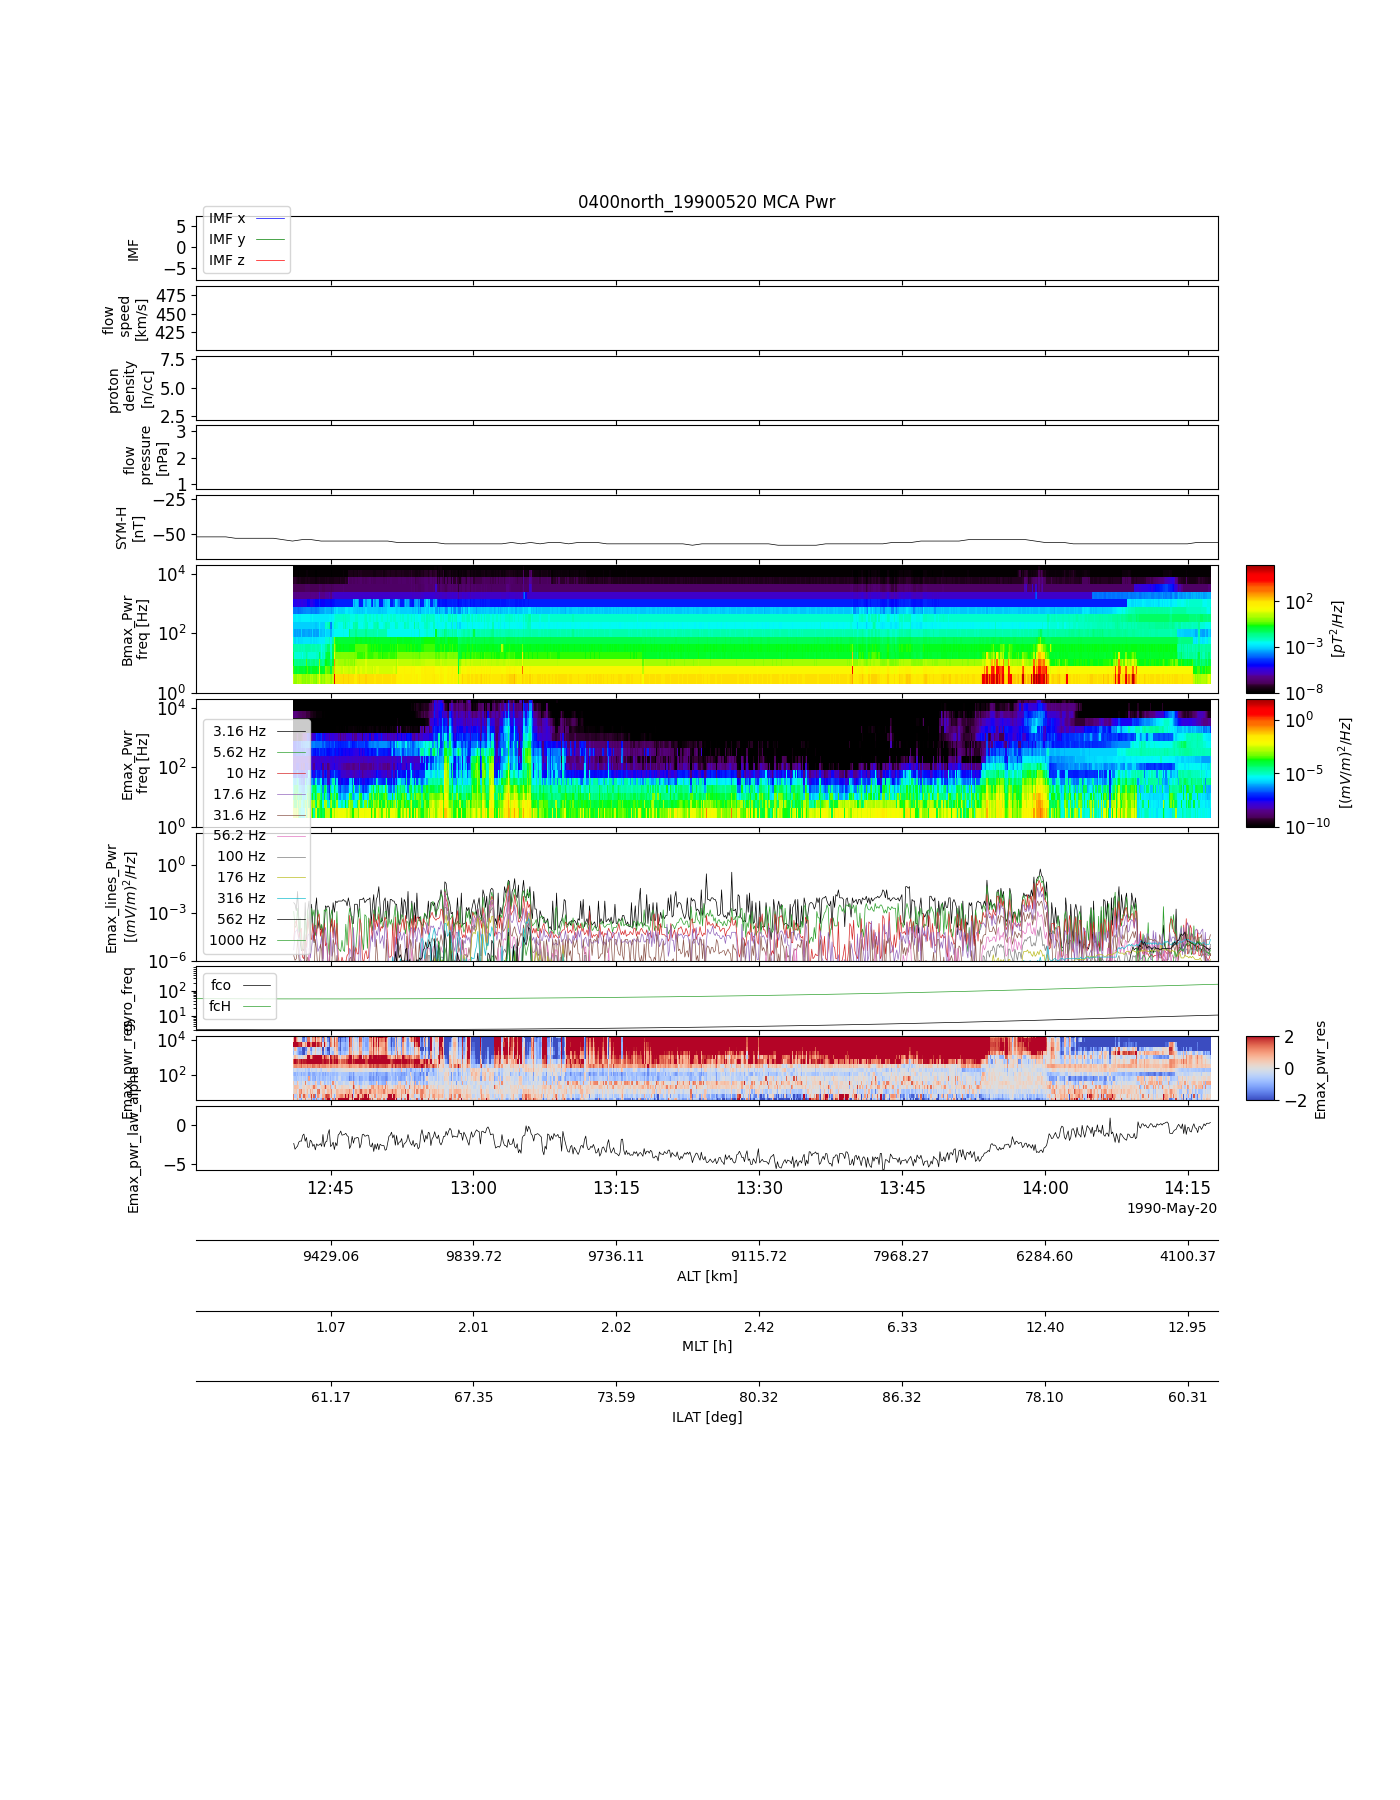 0400north_19900520 MCA Pwr
IMF
5
0
−5
IMF x
IMF y
IMF z
flow
speed
[km/s]
475
450
425
proton
density
[n/cc]
7.5
5.0
2.5
flow
pressure
[nPa]
3
2
1
SYM-H
[nT]
−25
−50
Bmax_Pwr
freq [Hz]
10^4
10^2
10^0
10^2
10^−3
10^−8
[pT^2/Hz]
Emax_Pwr
freq [Hz]
10^4
10^2
10^0
10^0
10^−5
10^−10
[(mV/m)^2/Hz]
3.16 Hz
5.62 Hz
10 Hz
17.6 Hz
31.6 Hz
56.2 Hz
100 Hz
176 Hz
316 Hz
562 Hz
1000 Hz
Emax_lines_Pwr
[(mV/m)^2/Hz]
10^0
10^−3
10^−6
gyro_freq
10^2
10^1
fco
fcH
Emax_pwr_res
10^4
10^2
2
0
−2
Emax_pwr_res
Emax_pwr_law_alpha
0
−5
12:45 13:00 13:15 13:30 13:45 14:00 14:15
1990-May-20
9429.06 9839.72 9736.11 9115.72 7968.27 6284.60 4100.37
ALT [km]
1.07 2.01 2.02 2.42 6.33 12.40 12.95
MLT [h]
61.17 67.35 73.59 80.32 86.32 78.10 60.31
ILAT [deg]